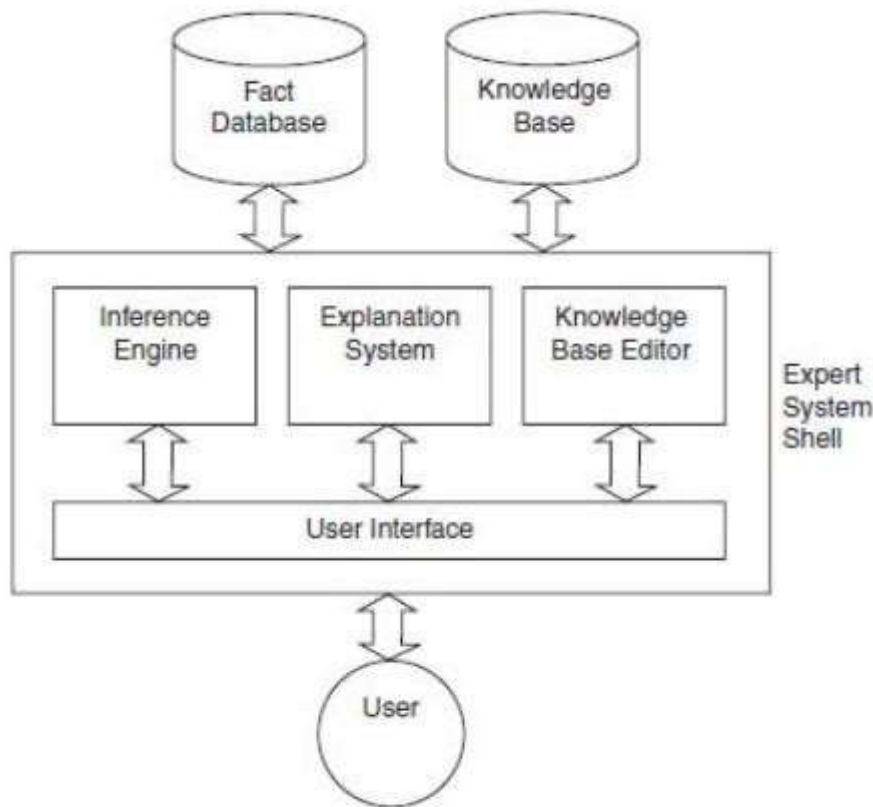 Fact
Database
Knowledge
Base
Inference
Engine
Explanation
System
Knowledge
Base Editor
Expert
System
Shell
User Interface
User